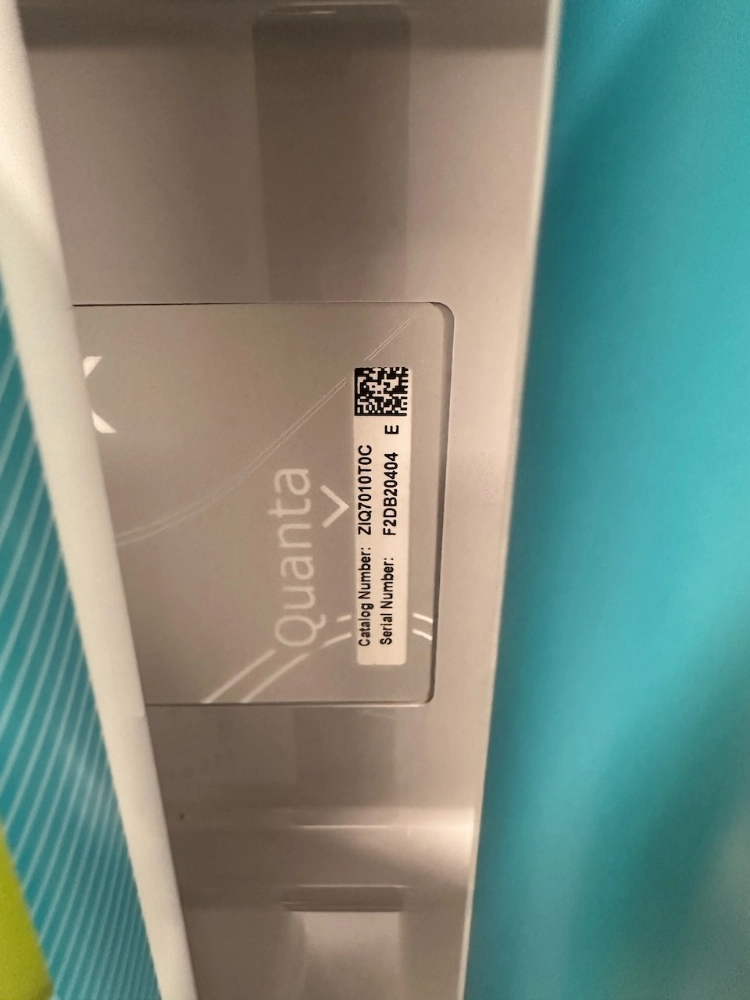 Quanta
Catalog Number: ZIQ7010T0C
Serial Number: F2DB20404 E